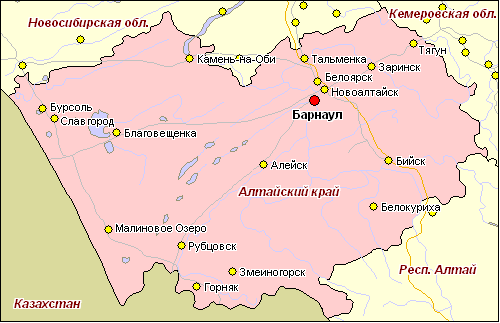 Новосибирская обл.
Кемеровская обл.
Тягун
Камень-на-Оби
Тальменка
Заринск
Белоярск
Новоалтайск
Бурсоль
Славгород
Барнаул
Благовещенка
Алейск
Бийск
Алтайский край
Белокуриха
Малиновое Озеро
Рубцовск
Змеиногорск
Респ. Алтай
Горняк
Казахстан